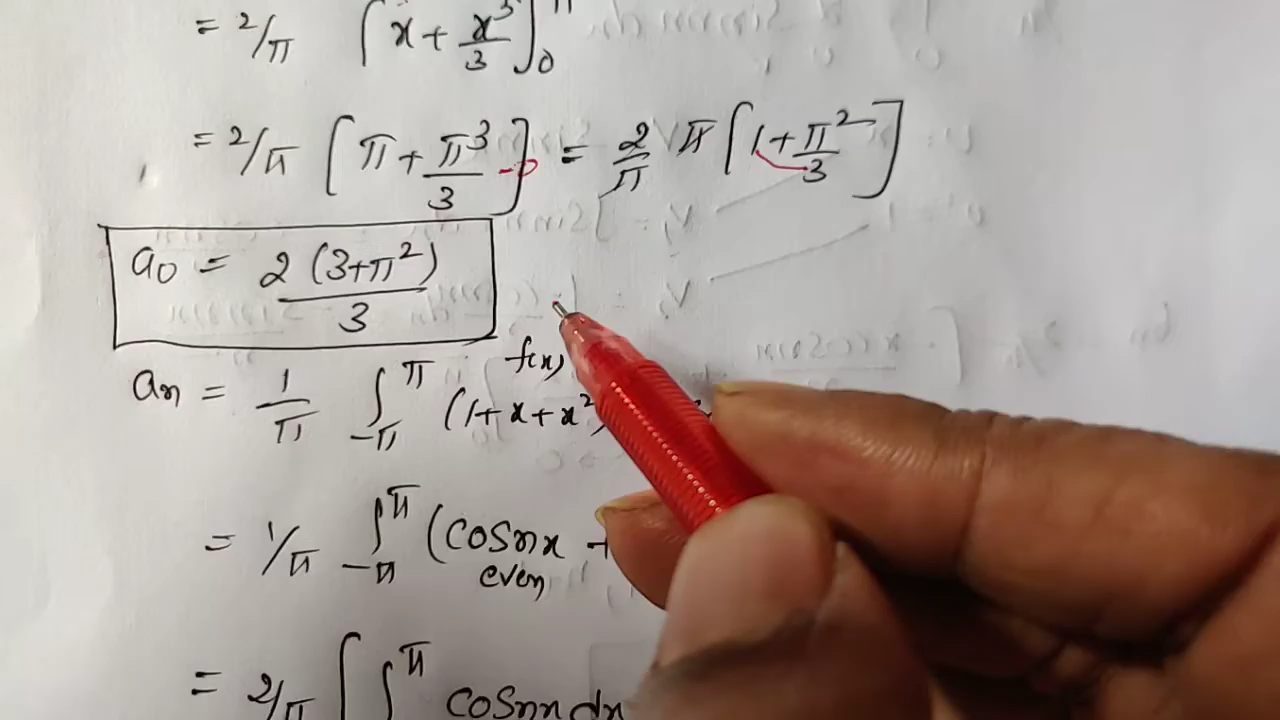 = 2/π [x + x³/3]₀^π
= 2/π [π + π³/3 - 0] = 2/π π [1 + π²/3]
a₀ = 2(3+π²)/3
f(x)
aₙ = 1/π ∫_{-π}^{π} (1 + x + x²)
= 1/π ∫_{-π}^{π} (cosnx +
even
= 2/π [∫^π cosnx dx